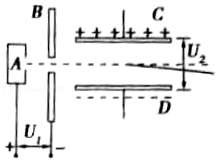 B
C
+ + + + + +
U₂
A
D
U₁
+ −